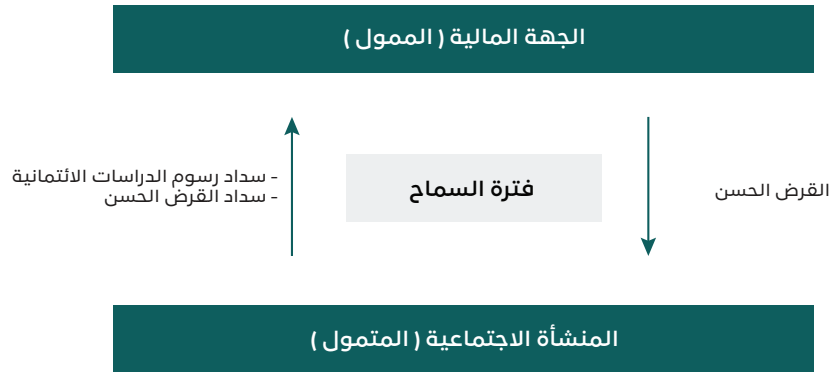 الجهة المالية ( الممول )
القرض الحسن
فترة السماح
- سداد رسوم الدراسات الائتمانية
- سداد القرض الحسن
المنشأة الاجتماعية ( المتمول )